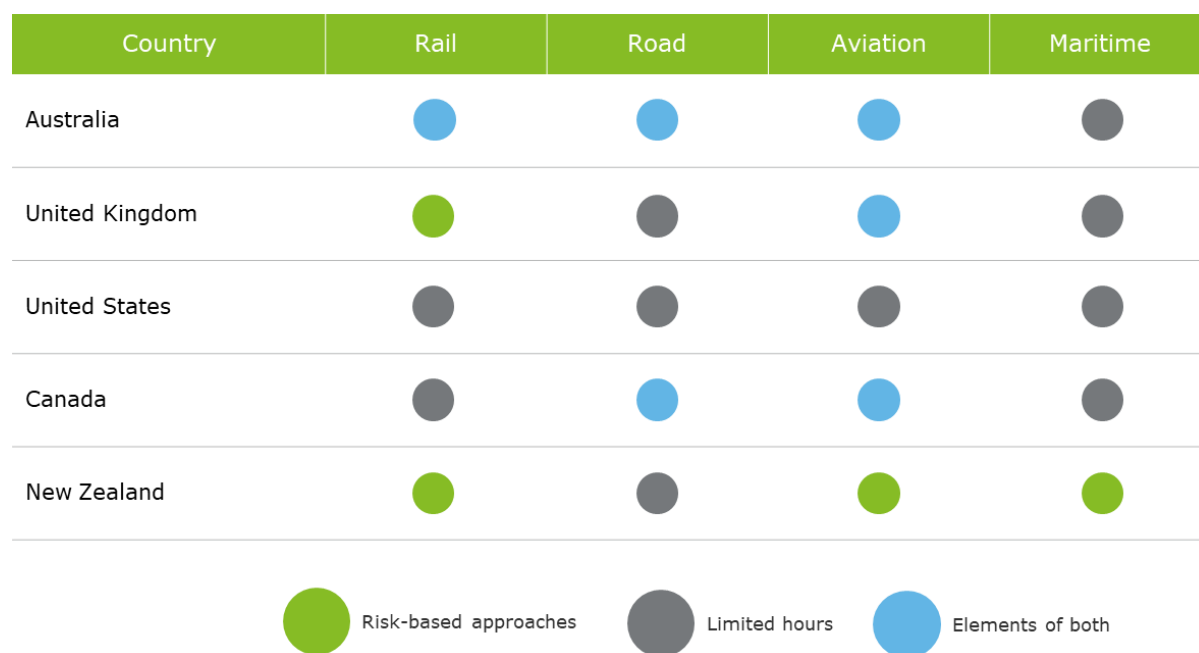 Country Rail Road Aviation Maritime
Australia
United Kingdom
United States
Canada
New Zealand
Risk-based approaches Limited hours Elements of both